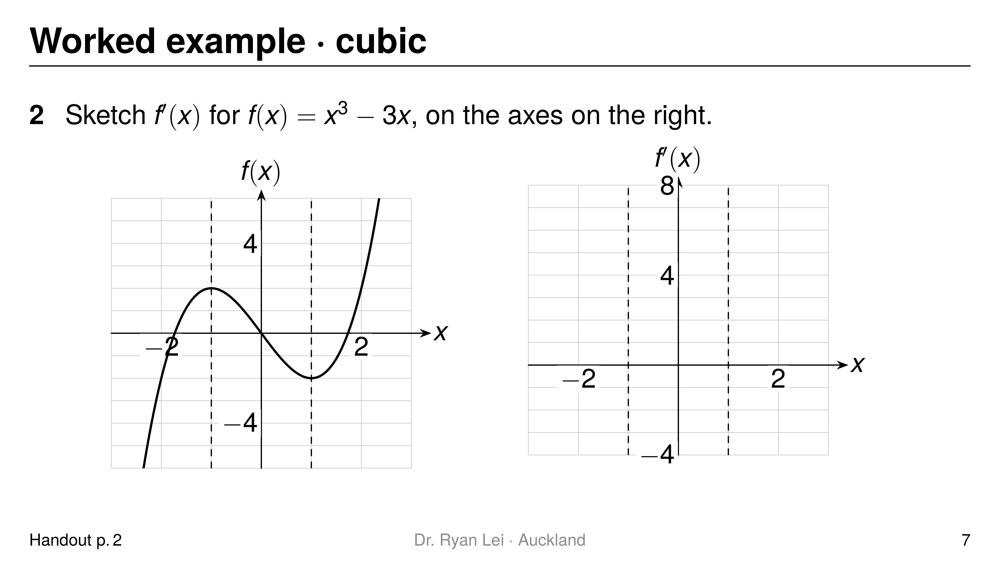 Worked example · cubic
2 Sketch f′(x) for f(x) = x³ − 3x, on the axes on the right.
f(x)
4
−2
2
x
−4
f′(x)
8
4
−2
2
x
−4
Handout p. 2
Dr. Ryan Lei · Auckland
7